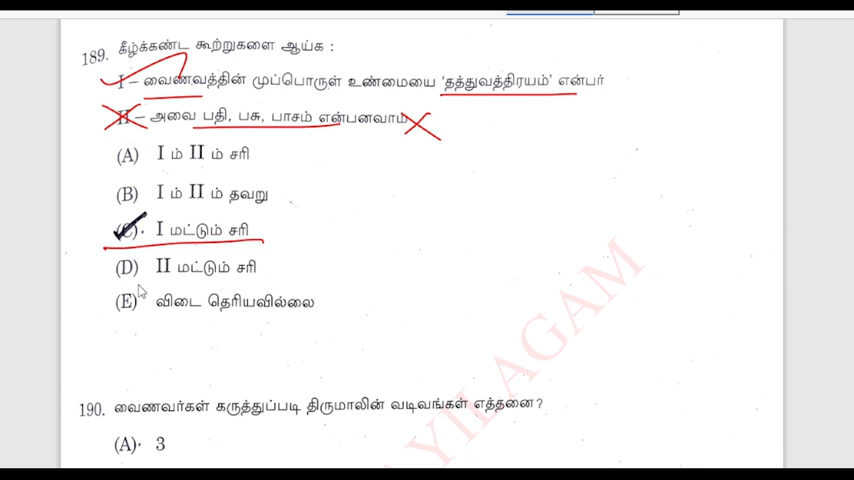 189. கீழ்க்கண்ட கூற்றுகளை ஆய்க :
I – வைணவத்தின் முப்பொருள் உண்மையை ‘தத்துவத்திரயம்’ என்பர்
II – அவை பதி, பசு, பாசம் என்பனவாம்
(A) I ம் II ம் சரி
(B) I ம் II ம் தவறு
(C) I மட்டும் சரி
(D) II மட்டும் சரி
(E) விடை தெரியவில்லை
190. வைணவர்கள் கருத்துப்படி திருமாலின் வடிவங்கள் எத்தனை?
(A) 3
YILAGAM